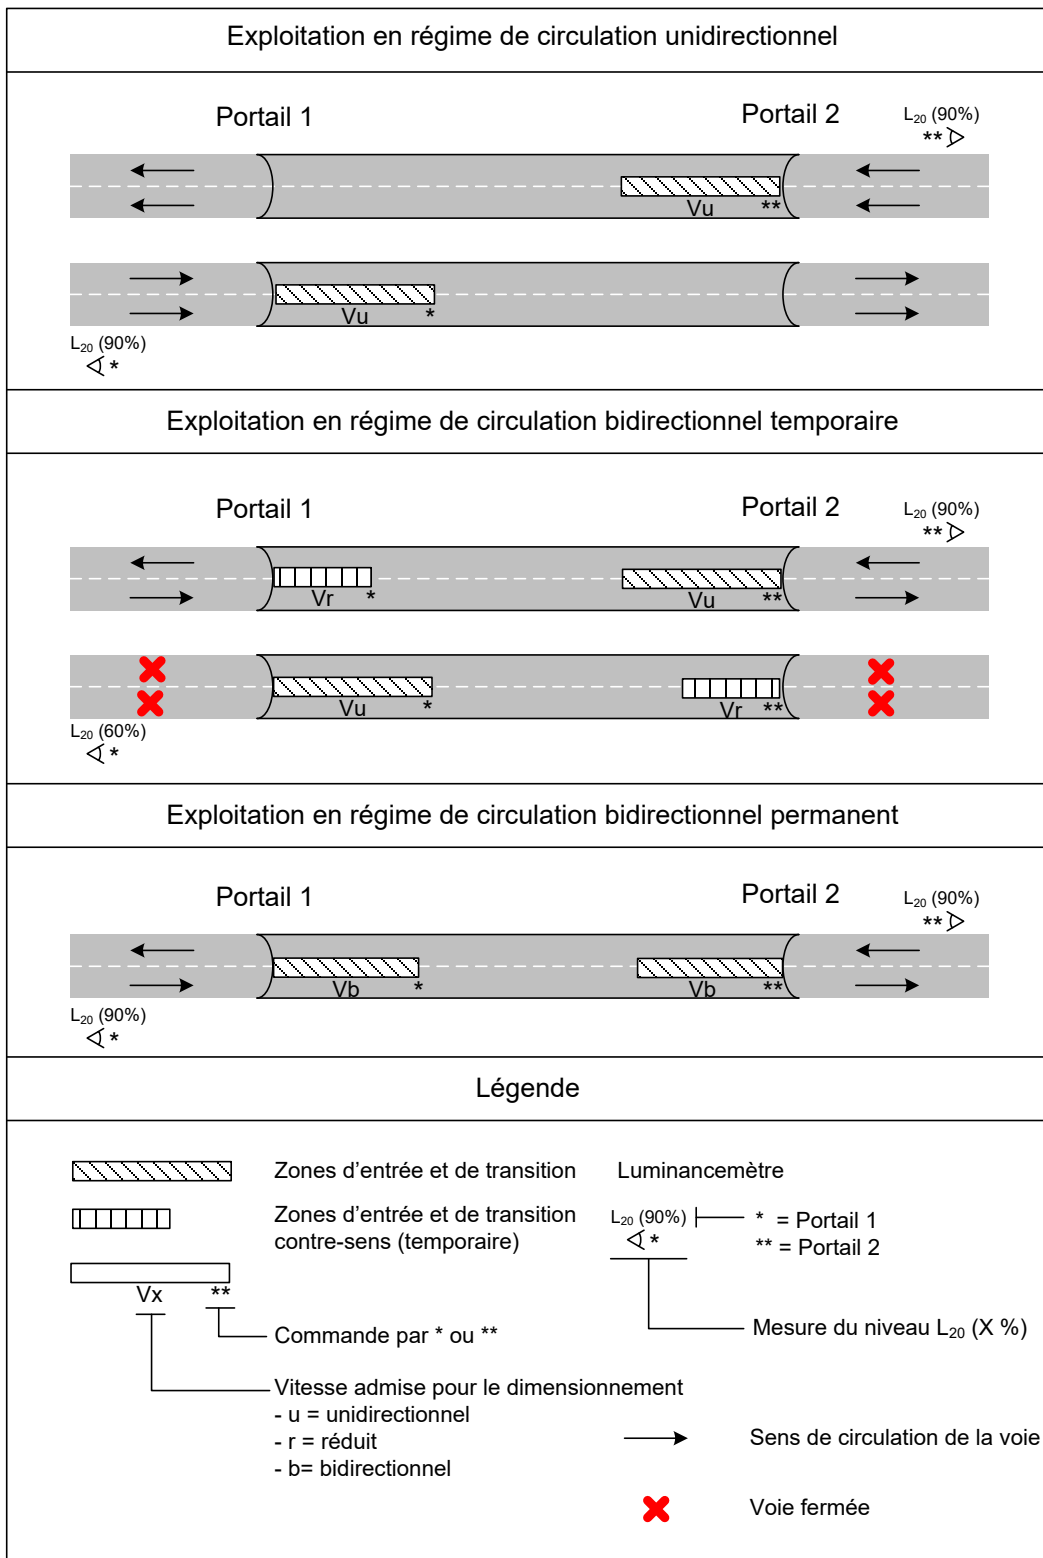 Exploitation en régime de circulation unidirectionnel
Portail 1
Portail 2
L20 (90%)
**
Vu **
Vu *
L20 (90%)
*
Exploitation en régime de circulation bidirectionnel temporaire
Portail 1
Portail 2
L20 (90%)
**
Vr *
Vu **
Vu *
Vr **
L20 (60%)
*
Exploitation en régime de circulation bidirectionnel permanent
Portail 1
Portail 2
L20 (90%)
**
Vb *
Vb **
L20 (90%)
*
Légende
Zones d'entrée et de transition
Zones d'entrée et de transition
contre-sens (temporaire)
Vx **
Commande par * ou **
Vitesse admise pour le dimensionnement
- u = unidirectionnel
- r = réduit
- b= bidirectionnel
Luminancemètre
L20 (90%)
*
* = Portail 1
** = Portail 2
Mesure du niveau L20 (X %)
Sens de circulation de la voie
Voie fermée